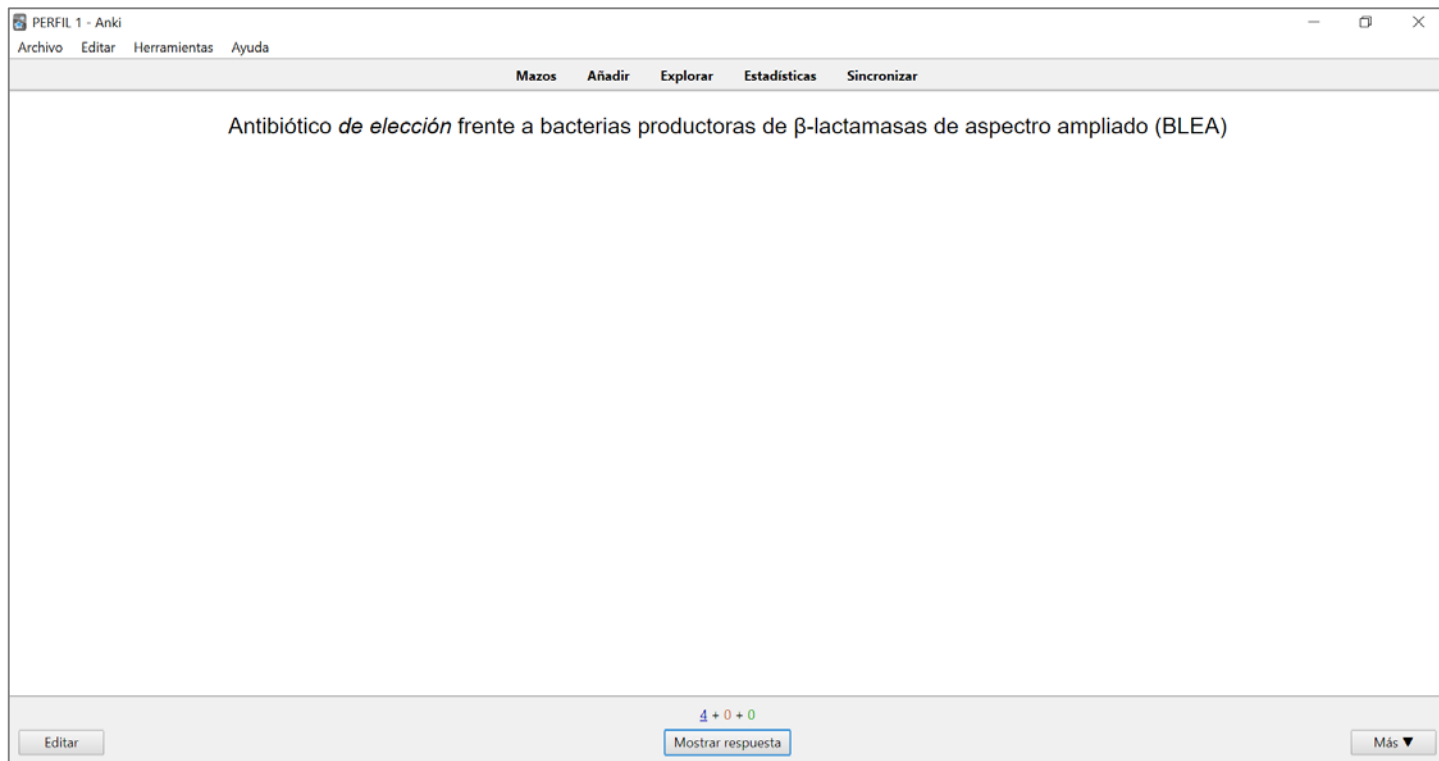 PERFIL 1 - Anki
Archivo Editar Herramientas Ayuda
Mazos Añadir Explorar Estadísticas Sincronizar
Antibiótico de elección frente a bacterias productoras de β-lactamasas de aspectro ampliado (BLEA)
4 + 0 + 0
Editar Mostrar respuesta Más ▼